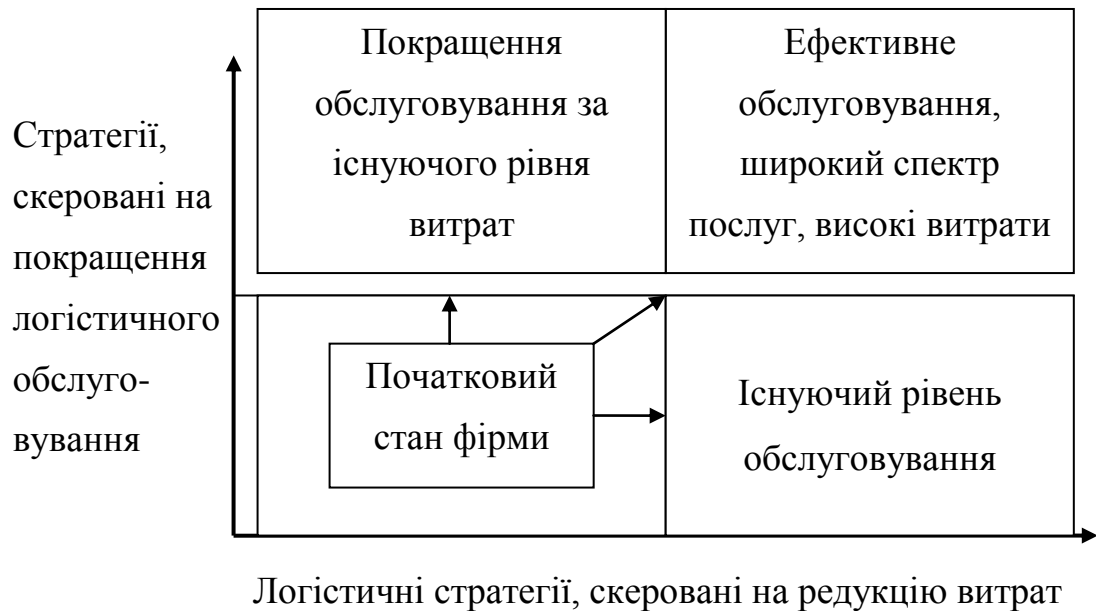 Стратегії,
скеровані на
покращення
логістичного
обслуго-
вування
Покращення
обслуговування за
існуючого рівня
витрат
Ефективне
обслуговування,
широкий спектр
послуг, високі витрати
Початковий
стан фірми
Існуючий рівень
обслуговування
Логістичні стратегії, скеровані на редукцію витрат